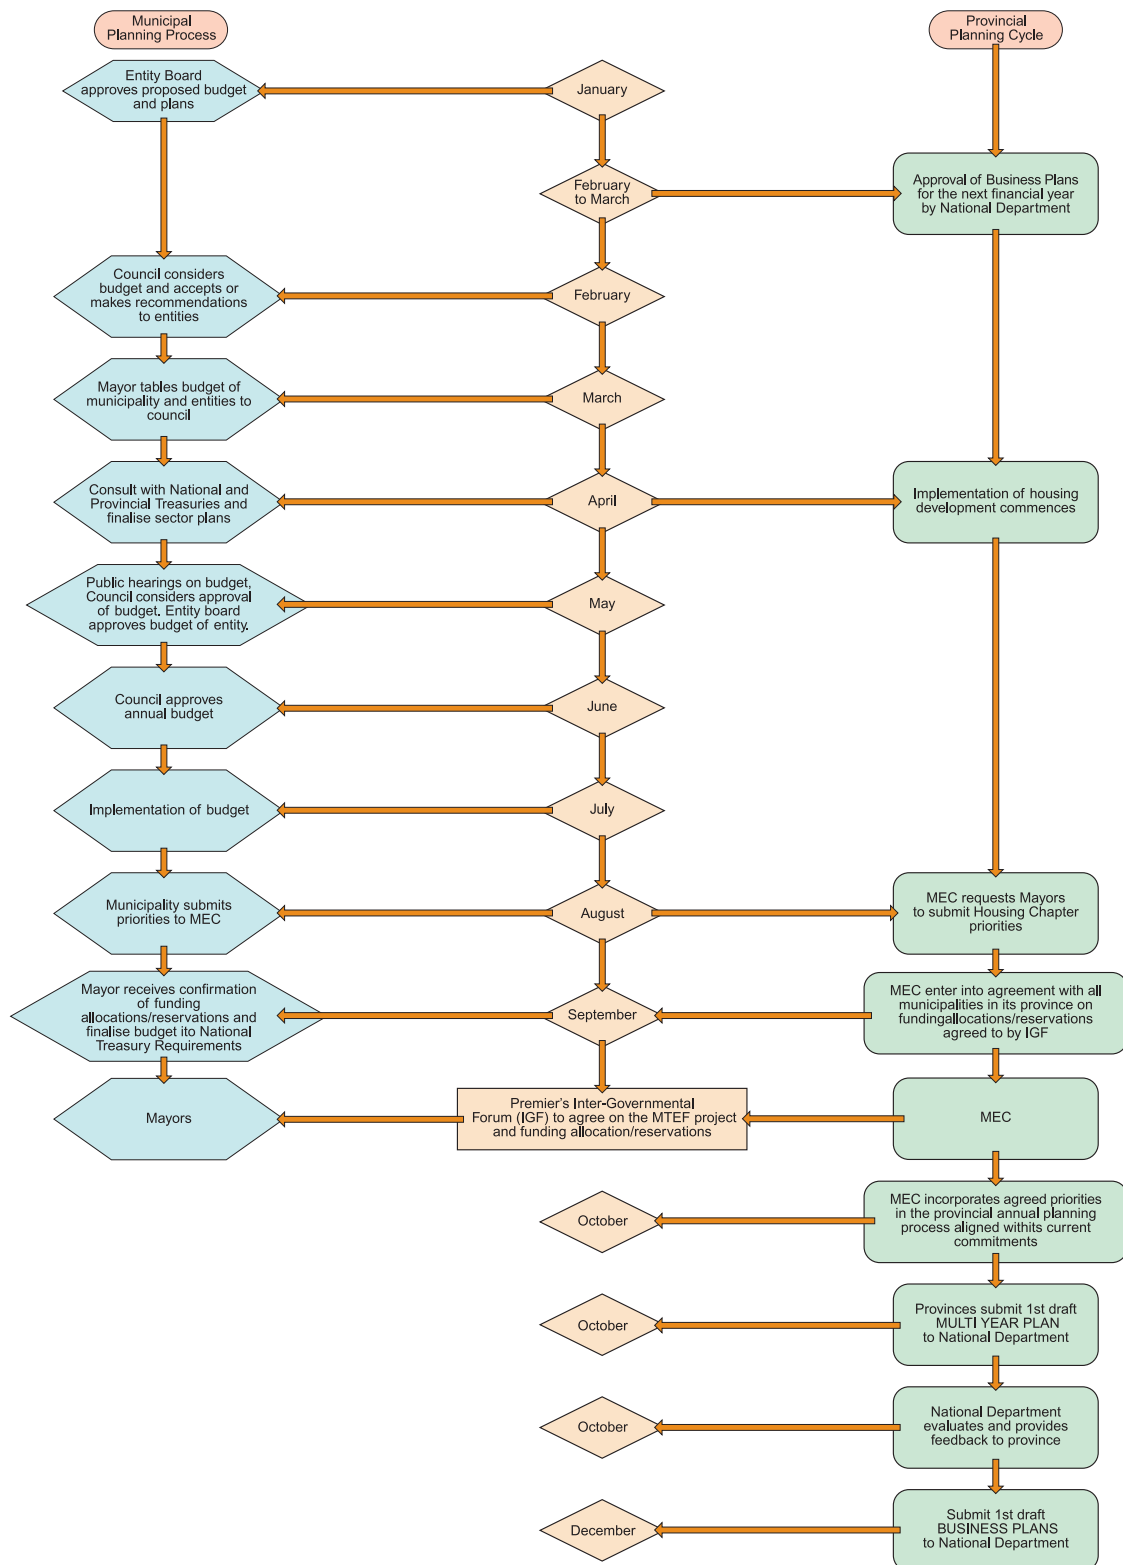 Municipal
Planning Process
Provincial
Planning Cycle
Entity Board
approves proposed budget
and plans
January
February
to March
Approval of Business Plans
for the next financial year
by National Department
Council considers
budget and accepts or
makes recommendations
to entities
February
Mayor tables budget of
municipality and entities to
council
March
Consult with National and
Provincial Treasuries and
finalise sector plans
April
Implementation of housing
development commences
Public hearings on budget,
Council considers approval
of budget. Entity board
approves budget of entity.
May
Council approves
annual budget
June
Implementation of budget
July
Municipality submits
priorities to MEC
August
MEC requests Mayors
to submit Housing Chapter
priorities
Mayor receives confirmation
of funding
allocations/reservations and
finalise budget ito National
Treasury Requirements
September
MEC enter into agreement with all
municipalities in its province on
fundingallocations/reservations
agreed to by IGF
Mayors
Premier's Inter-Governmental
Forum (IGF) to agree on the MTEF project
and funding allocation/reservations
MEC
October
MEC incorporates agreed priorities
in the provincial annual planning
process aligned withits current
commitments
October
Provinces submit 1st draft
MULTI YEAR PLAN
to National Department
October
National Department
evaluates and provides
feedback to province
December
Submit 1st draft
BUSINESS PLANS
to National Department